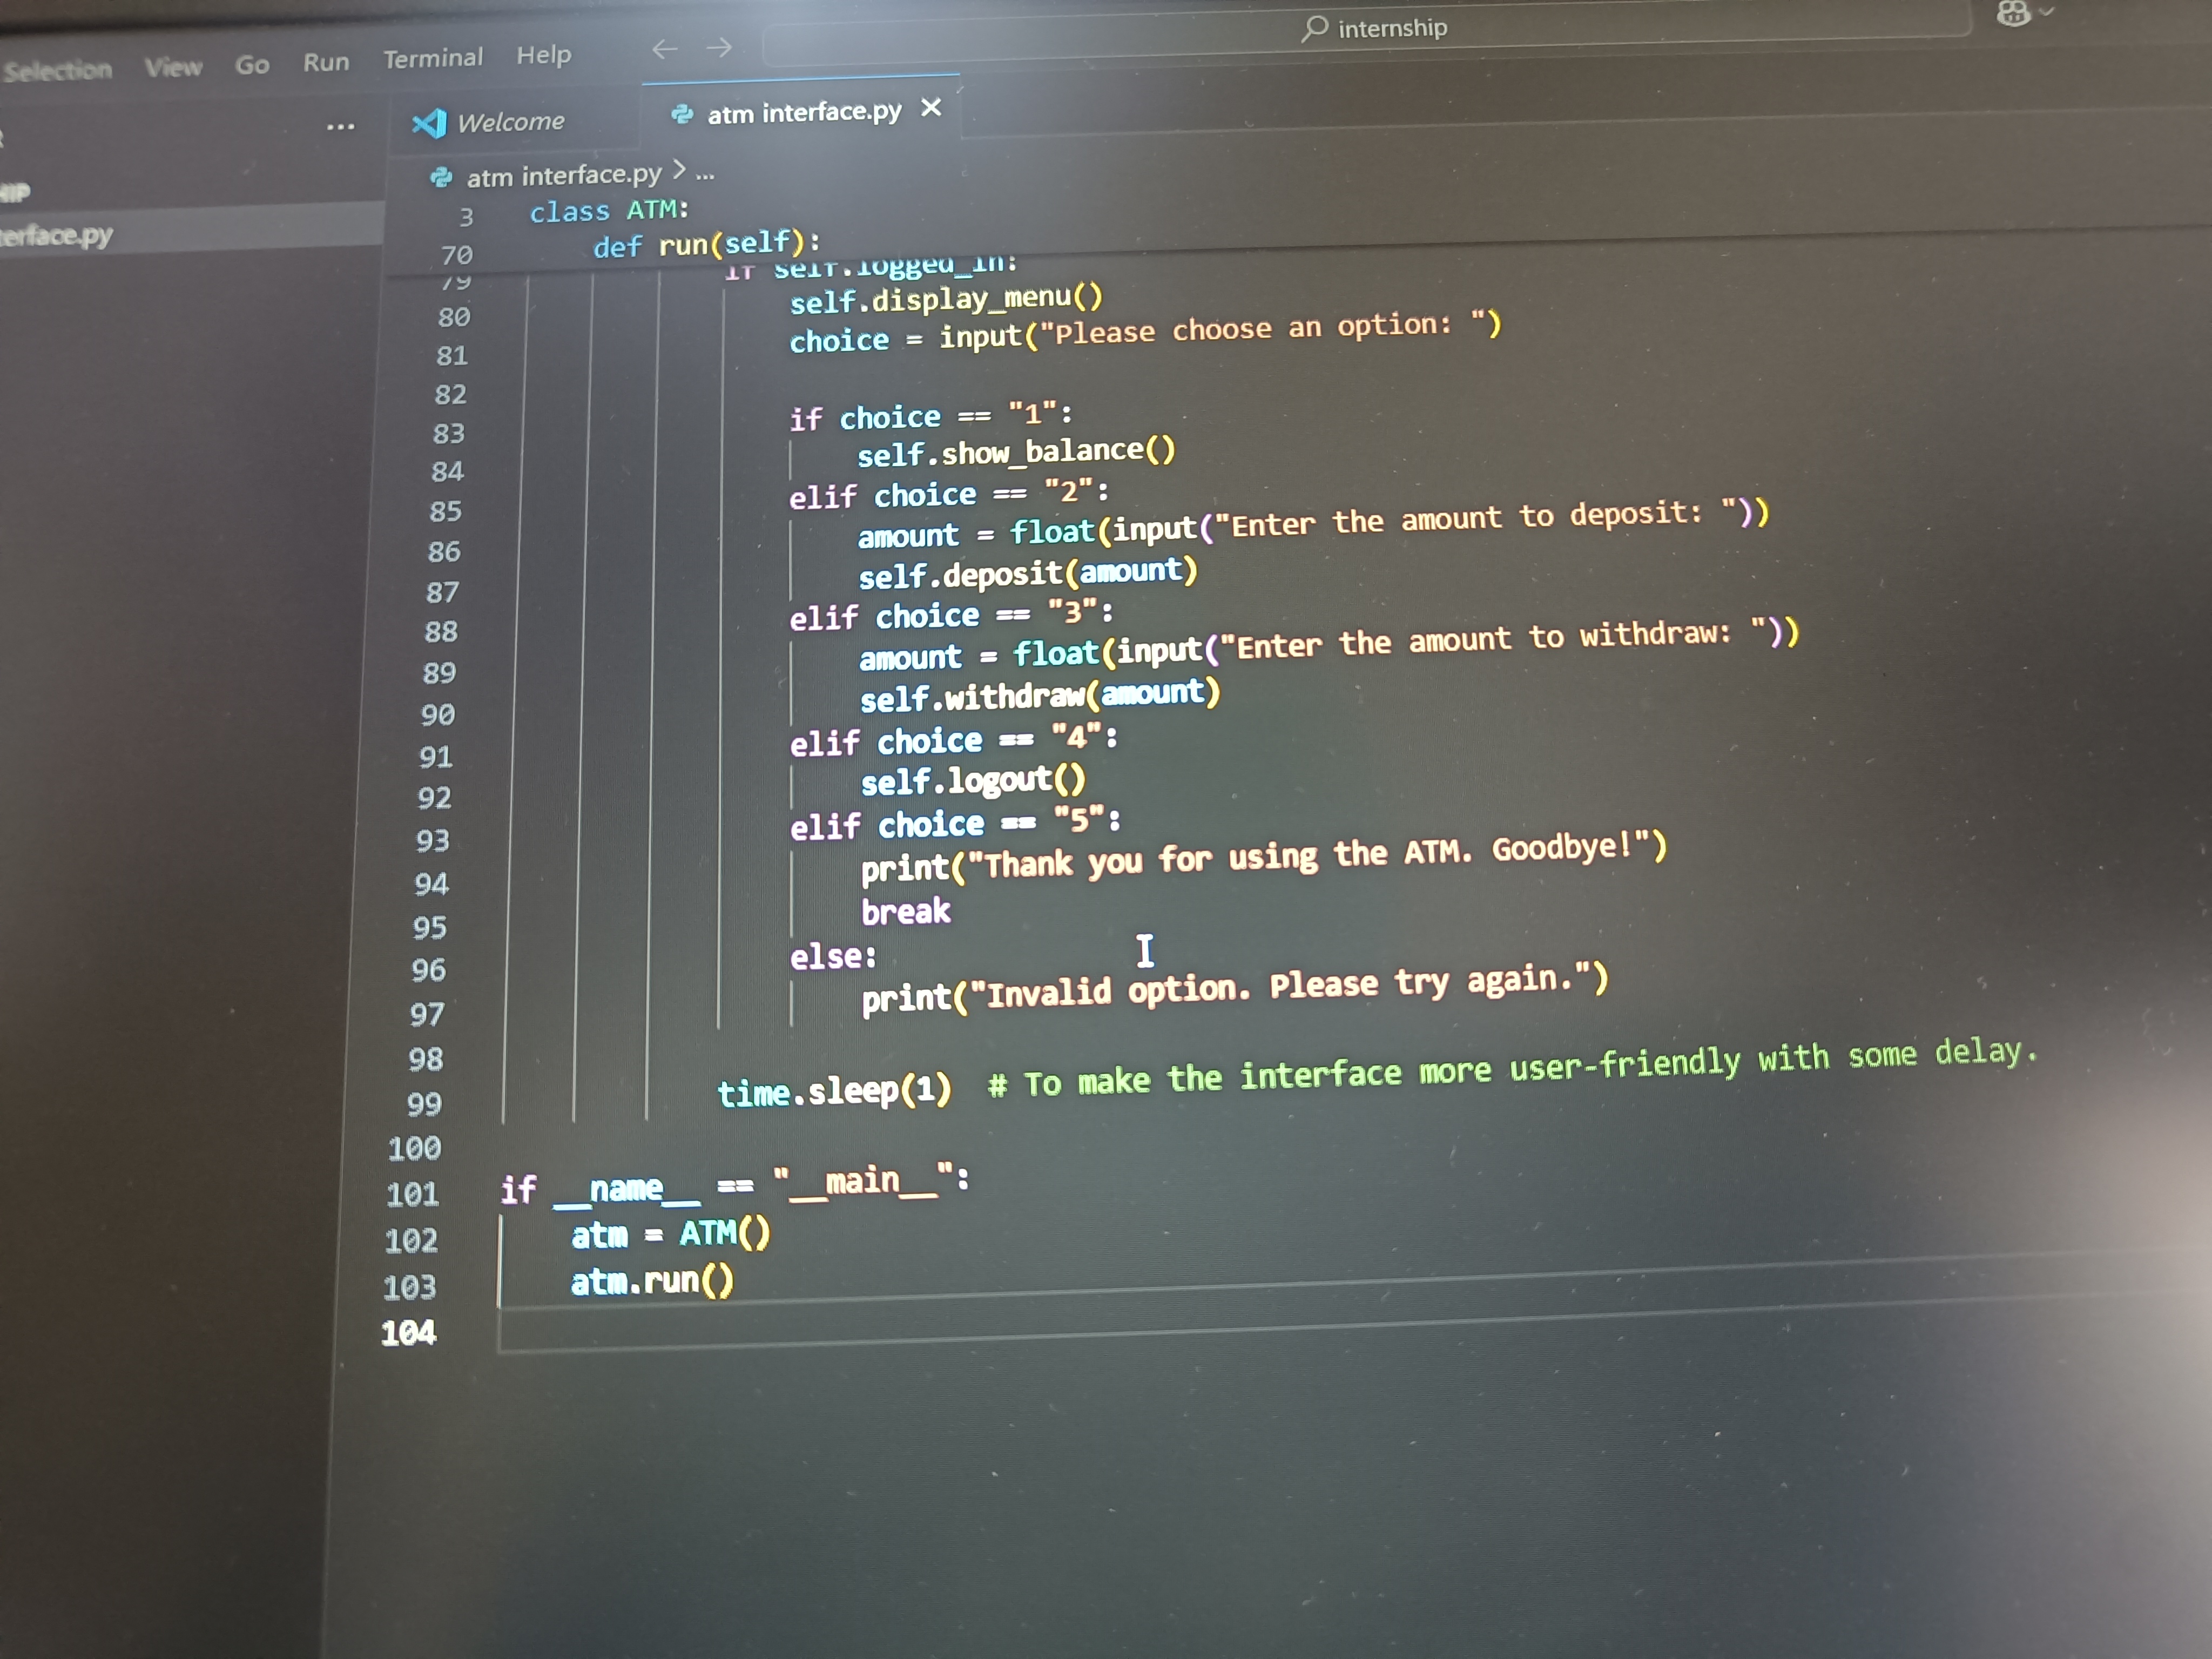 Selection View Go Run Terminal Help
internship
Welcome
atm interface.py
atm interface.py > ...
terface.py
3 class ATM:
70 def run(self):
79 if self.logged_in:
80 self.display_menu()
81 choice = input("Please choose an option: ")
82
83 if choice == "1":
84 self.show_balance()
85 elif choice == "2":
86 amount = float(input("Enter the amount to deposit: "))
87 self.deposit(amount)
88 elif choice == "3":
89 amount = float(input("Enter the amount to withdraw: "))
90 self.withdraw(amount)
91 elif choice == "4":
92 self.logout()
93 elif choice == "5":
94 print("Thank you for using the ATM. Goodbye!")
95 break
96 else:
97 print("Invalid option. Please try again.")
98
99 time.sleep(1) # To make the interface more user-friendly with some delay.
100
101 if __name__ == "__main__":
102 atm = ATM()
103 atm.run()
104